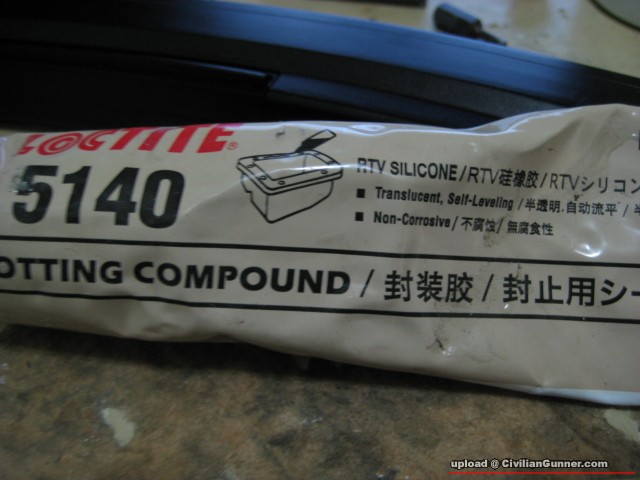 LOCTITE®
5140
RTV SILICONE/RTV硅橡胶/RTVシリコン
■ Translucent, Self-Leveling/半透明,自动流平/半
■ Non-Corrosive/不腐蚀/無腐食性
OTTING COMPOUND/封装胶/封止用シー
upload @ CivilianGunner.com